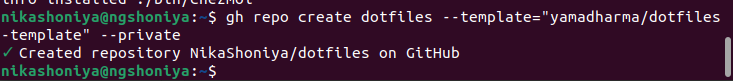 nikashoniya@ngshoniya:~$ gh repo create dotfiles --template="yamadharma/dotfiles
-template" --private
✓ Created repository NikaShoniya/dotfiles on GitHub
nikashoniya@ngshoniya:~$